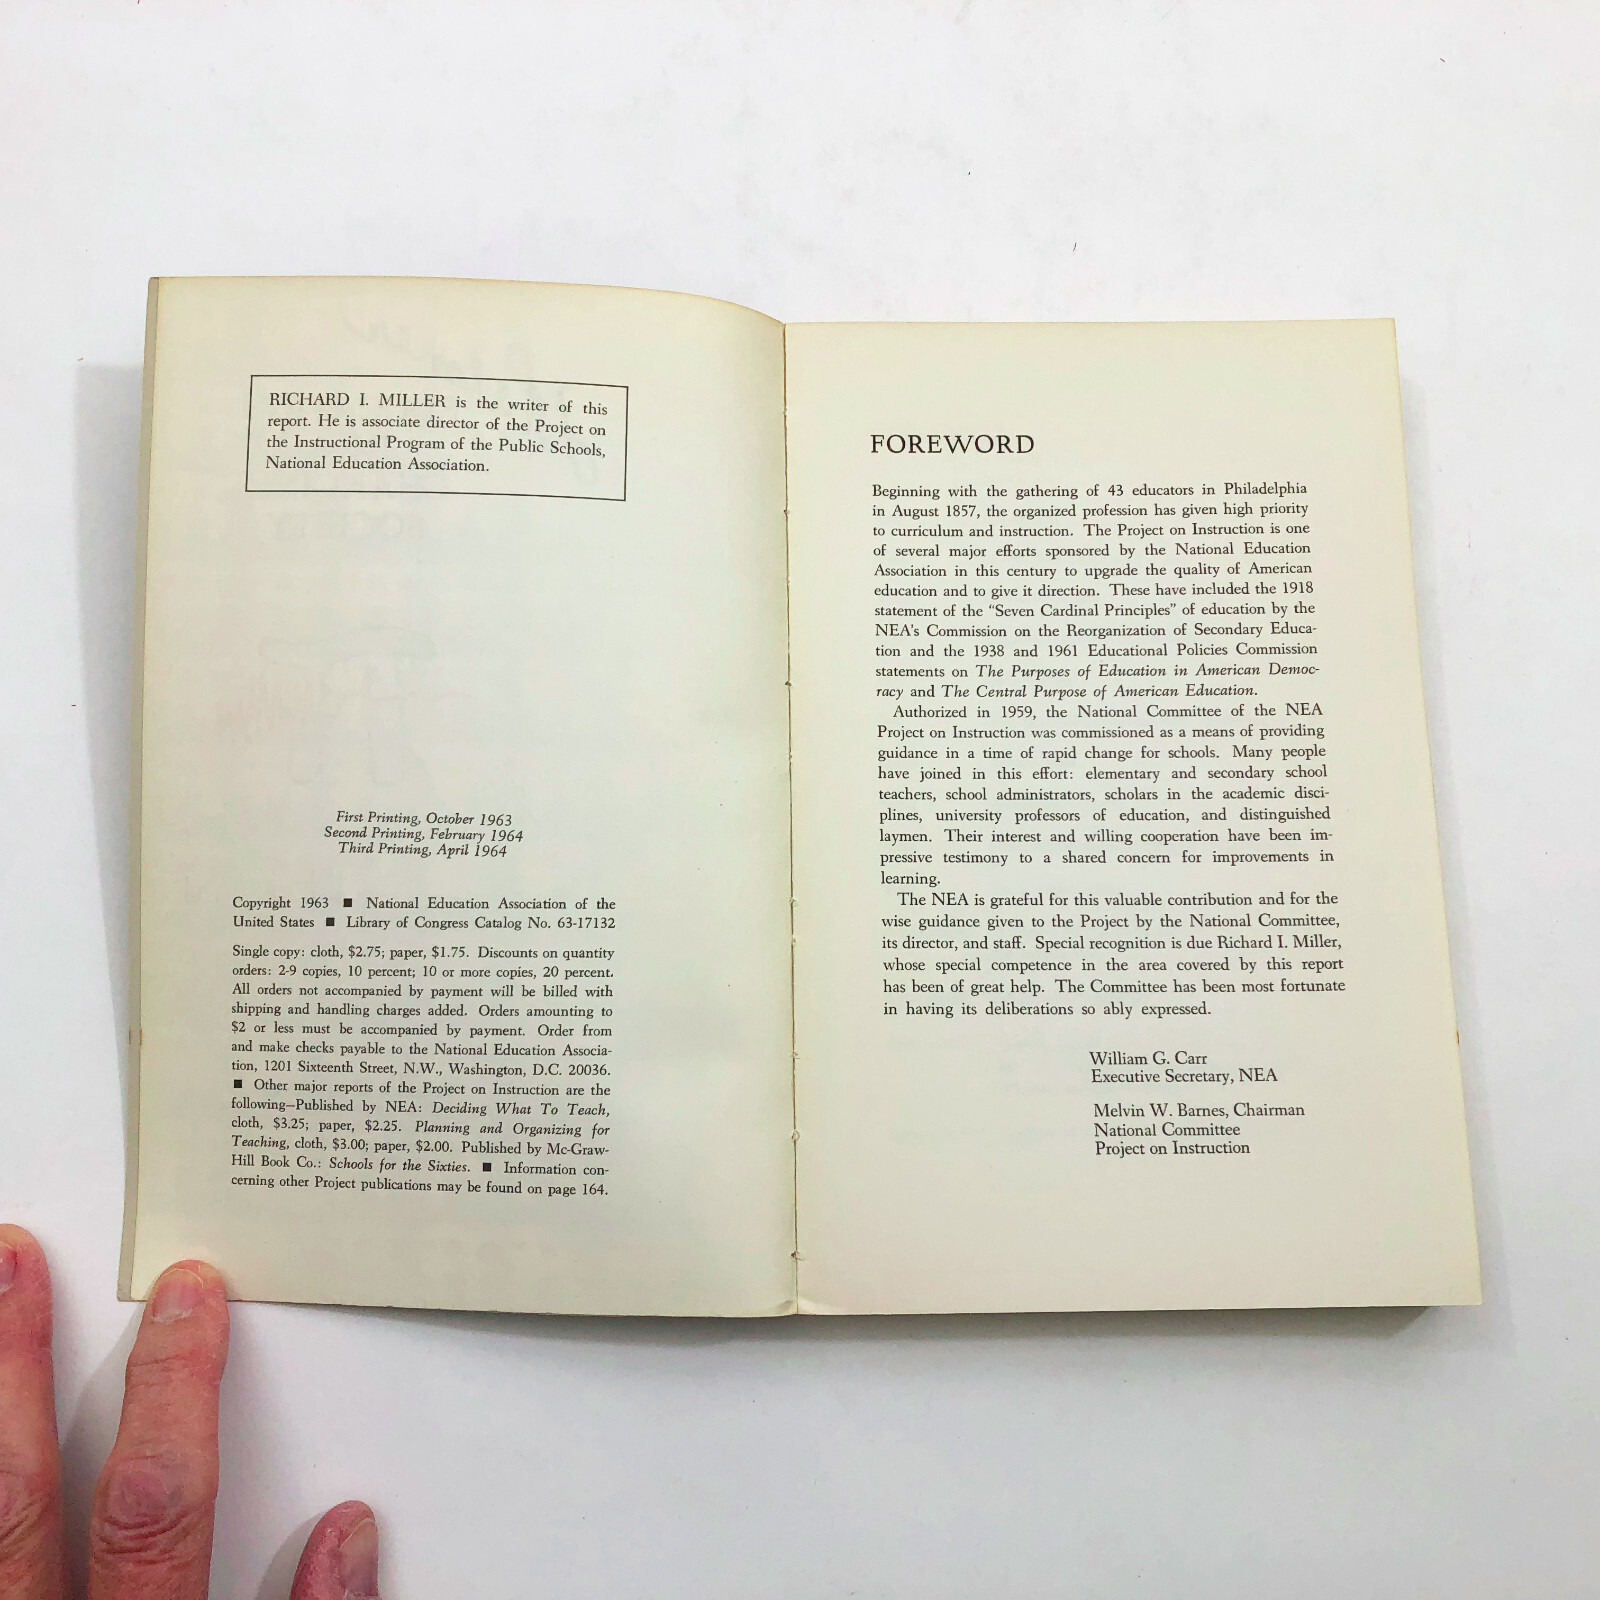 RICHARD I. MILLER is the writer of this
report. He is associate director of the Project on
the Instructional Program of the Public Schools,
National Education Association.
First Printing, October 1963
Second Printing, February 1964
Third Printing, April 1964
Copyright 1963 ■ National Education Association of the
United States ■ Library of Congress Catalog No. 63-17132
Single copy: cloth, $2.75; paper, $1.75. Discounts on quantity
orders: 2-9 copies, 10 percent; 10 or more copies, 20 percent.
All orders not accompanied by payment will be billed with
shipping and handling charges added. Orders amounting to
$2 or less must be accompanied by payment. Order from
and make checks payable to the National Education Associa-
tion, 1201 Sixteenth Street, N.W., Washington, D.C. 20036.
■ Other major reports of the Project on Instruction are the
following—Published by NEA: Deciding What To Teach,
cloth, $3.25; paper, $2.25. Planning and Organizing for
Teaching, cloth, $3.00; paper, $2.00. Published by Mc-Graw-
Hill Book Co.: Schools for the Sixties. ■ Information con-
cerning other Project publications may be found on page 164.
FOREWORD
Beginning with the gathering of 43 educators in Philadelphia
in August 1857, the organized profession has given high priority
to curriculum and instruction. The Project on Instruction is one
of several major efforts sponsored by the National Education
Association in this century to upgrade the quality of American
education and to give it direction. These have included the 1918
statement of the "Seven Cardinal Principles" of education by the
NEA's Commission on the Reorganization of Secondary Educa-
tion and the 1938 and 1961 Educational Policies Commission
statements on The Purposes of Education in American Democ-
racy and The Central Purpose of American Education.
Authorized in 1959, the National Committee of the NEA
Project on Instruction was commissioned as a means of providing
guidance in a time of rapid change for schools. Many people
have joined in this effort: elementary and secondary school
teachers, school administrators, scholars in the academic disci-
plines, university professors of education, and distinguished
laymen. Their interest and willing cooperation have been im-
pressive testimony to a shared concern for improvements in
learning.
The NEA is grateful for this valuable contribution and for the
wise guidance given to the Project by the National Committee,
its director, and staff. Special recognition is due Richard I. Miller,
whose special competence in the area covered by this report
has been of great help. The Committee has been most fortunate
in having its deliberations so ably expressed.
William G. Carr
Executive Secretary, NEA
Melvin W. Barnes, Chairman
National Committee
Project on Instruction